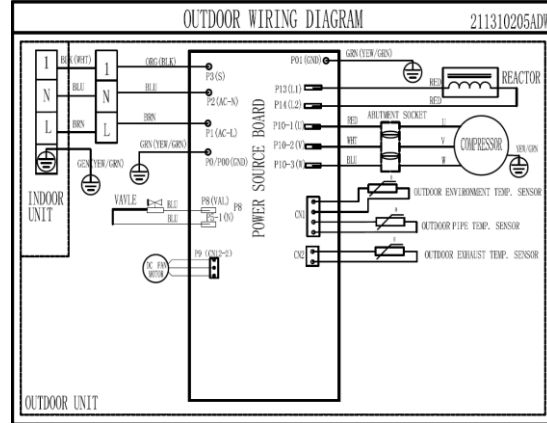 OUTDOOR WIRING DIAGRAM
211310205ADW
1
BLK(WHT)
1
ORG(BLK)
P3(S)
P01(GND)
GRN(YEW/GRN)
N
BLU
N
BLU
P2(AC-N)
P13(L1)
RED
REACTOR
P14(L2)
RED
L
BRN
L
BRN
P1(AC-L)
ABUTMENT SOCKET
P10-1(U)
RED
U
GRN(YEW/GRN)
P0/P00(GND)
P10-2(V)
WHT
V
COMPRESSOR
YEW/GRN
GEN(YEW/GRN)
P10-3(W)
BLU
W
INDOOR
UNIT
POWER SOURCE BOARD
VAVLE
BLU
P8(VAL)
P8
BLU
P5-1(N)
CN1
OUTDOOR ENVIRONMENT TEMP. SENSOR
OUTDOOR PIPE TEMP. SENSOR
P9 (CN12-2)
DC FAN
MOTOR
CN2
OUTDOOR EXHAUST TEMP. SENSOR
OUTDOOR UNIT